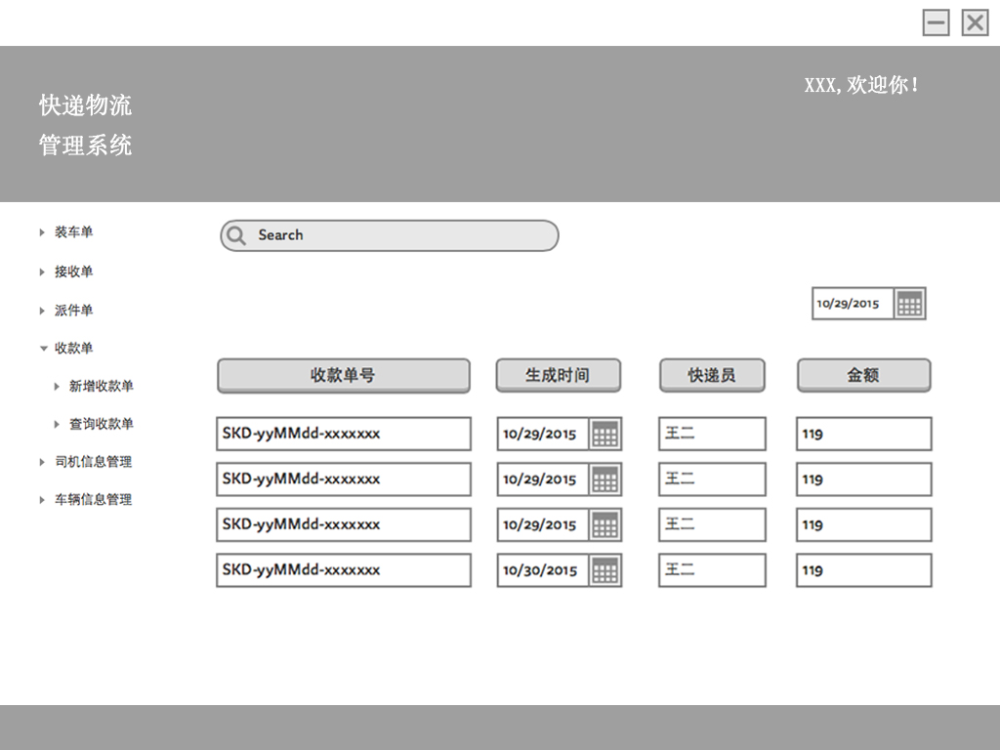 XXX,欢迎你!
快递物流
管理系统
装车单
接收单
派件单
收款单
新增收款单
查询收款单
司机信息管理
车辆信息管理
Search
10/29/2015
收款单号 生成时间 快递员 金额
SKD-yyMMdd-xxxxxxx 10/29/2015 王二 119
SKD-yyMMdd-xxxxxxx 10/29/2015 王二 119
SKD-yyMMdd-xxxxxxx 10/29/2015 王二 119
SKD-yyMMdd-xxxxxxx 10/30/2015 王二 119